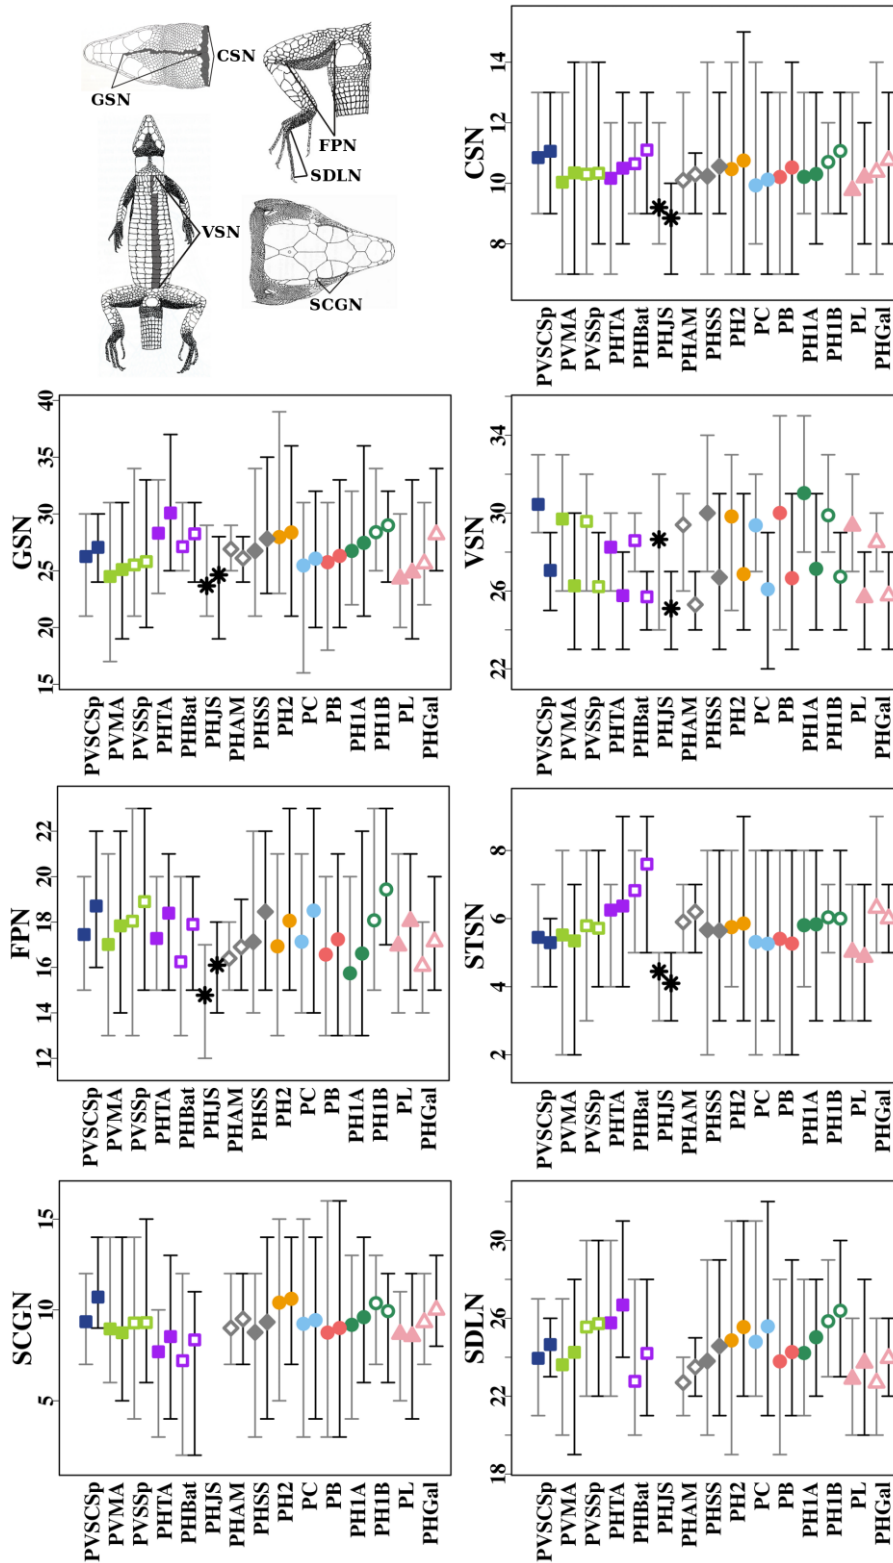 GSN
CSN
FPN
SDLN
VSN
SCGN
CSN
14
12
10
8
PVSCSp
PVMA
PVSSp
PHTA
PHBat
PHJS
PHAM
PHSS
PH2
PC
PB
PH1A
PH1B
PL
PHGal
GSN
40
35
30
25
20
15
PVSCSp
PVMA
PVSSp
PHTA
PHBat
PHJS
PHAM
PHSS
PH2
PC
PB
PH1A
PH1B
PL
PHGal
VSN
34
30
26
22
PVSCSp
PVMA
PVSSp
PHTA
PHBat
PHJS
PHAM
PHSS
PH2
PC
PB
PH1A
PH1B
PL
PHGal
FPN
22
20
18
16
14
12
PVSCSp
PVMA
PVSSp
PHTA
PHBat
PHJS
PHAM
PHSS
PH2
PC
PB
PH1A
PH1B
PL
PHGal
STSN
8
6
4
2
PVSCSp
PVMA
PVSSp
PHTA
PHBat
PHJS
PHAM
PHSS
PH2
PC
PB
PH1A
PH1B
PL
PHGal
SCGN
15
10
5
PVSCSp
PVMA
PVSSp
PHTA
PHBat
PHJS
PHAM
PHSS
PH2
PC
PB
PH1A
PH1B
PL
PHGal
SDLN
30
26
22
18
PVSCSp
PVMA
PVSSp
PHTA
PHBat
PHJS
PHAM
PHSS
PH2
PC
PB
PH1A
PH1B
PL
PHGal